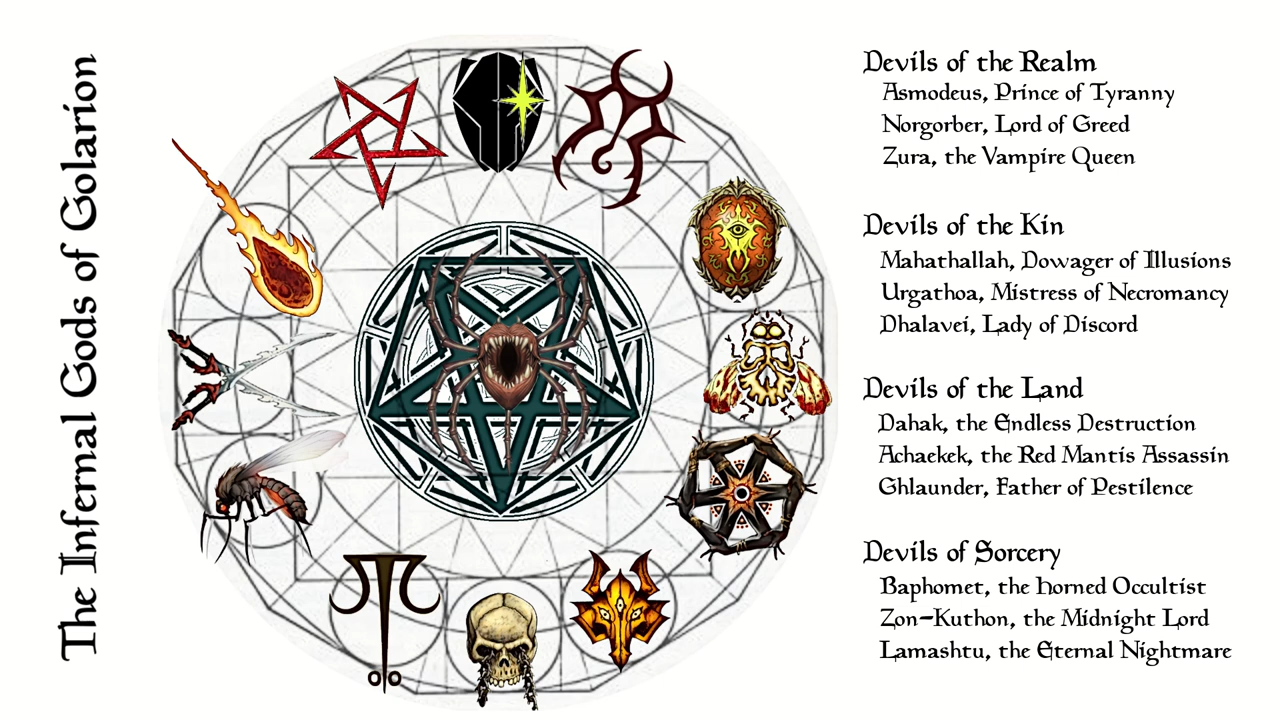 The Infernal Gods of Golarion
Devils of the Realm
Asmodeus, Prince of Tyranny
Norgorber, Lord of Greed
Zura, the Vampire Queen
Devils of the Kin
Mahathallah, Dowager of Illusions
Urgathoa, Mistress of Necromancy
Dhalavei, Lady of Discord
Devils of the Land
Dahak, the Endless Destruction
Achaekek, the Red Mantis Assassin
Ghlaunder, Father of Pestilence
Devils of Sorcery
Baphomet, the Horned Occultist
Zon-Kuthon, the Midnight Lord
Lamashtu, the Eternal Nightmare